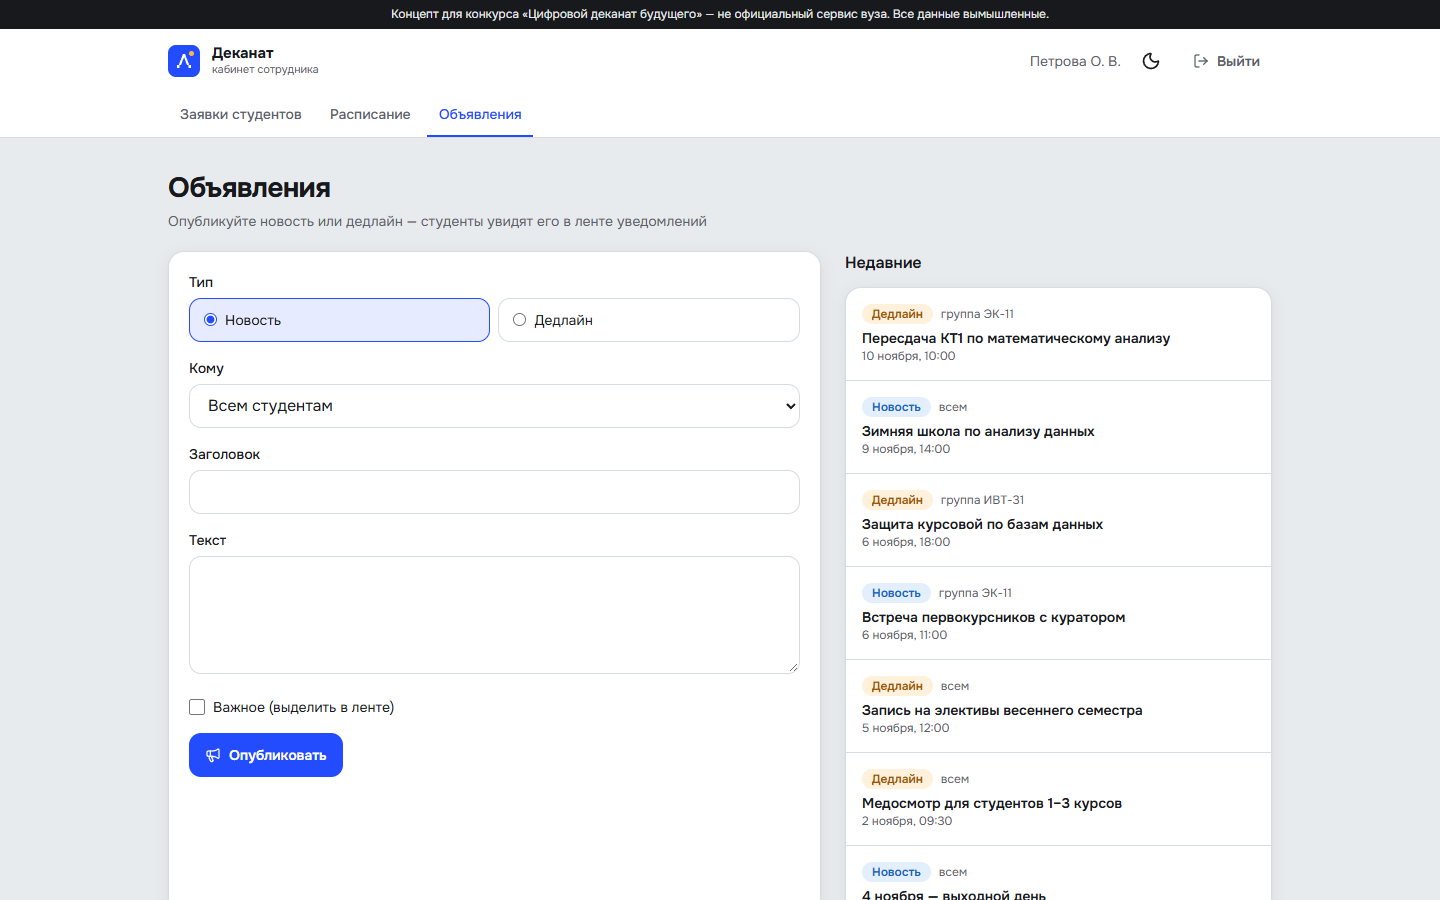 Концепт для конкурса «Цифровой деканат будущего» — не официальный сервис вуза. Все данные вымышленные.
Деканат
кабинет сотрудника
Петрова О. В.
Выйти
Заявки студентов
Расписание
Объявления
Объявления
Опубликуйте новость или дедлайн — студенты увидят его в ленте уведомлений
Тип
Новость
Дедлайн
Кому
Всем студентам
Заголовок
Текст
Важное (выделить в ленте)
Опубликовать
Недавние
Дедлайн группа ЭК-11
Пересдача КТ1 по математическому анализу
10 ноября, 10:00
Новость всем
Зимняя школа по анализу данных
9 ноября, 14:00
Дедлайн группа ИВТ-31
Защита курсовой по базам данных
6 ноября, 18:00
Новость группа ЭК-11
Встреча первокурсников с куратором
6 ноября, 11:00
Дедлайн всем
Запись на элективы весеннего семестра
5 ноября, 12:00
Дедлайн всем
Медосмотр для студентов 1–3 курсов
2 ноября, 09:30
Новость всем
4 ноября — выходной день